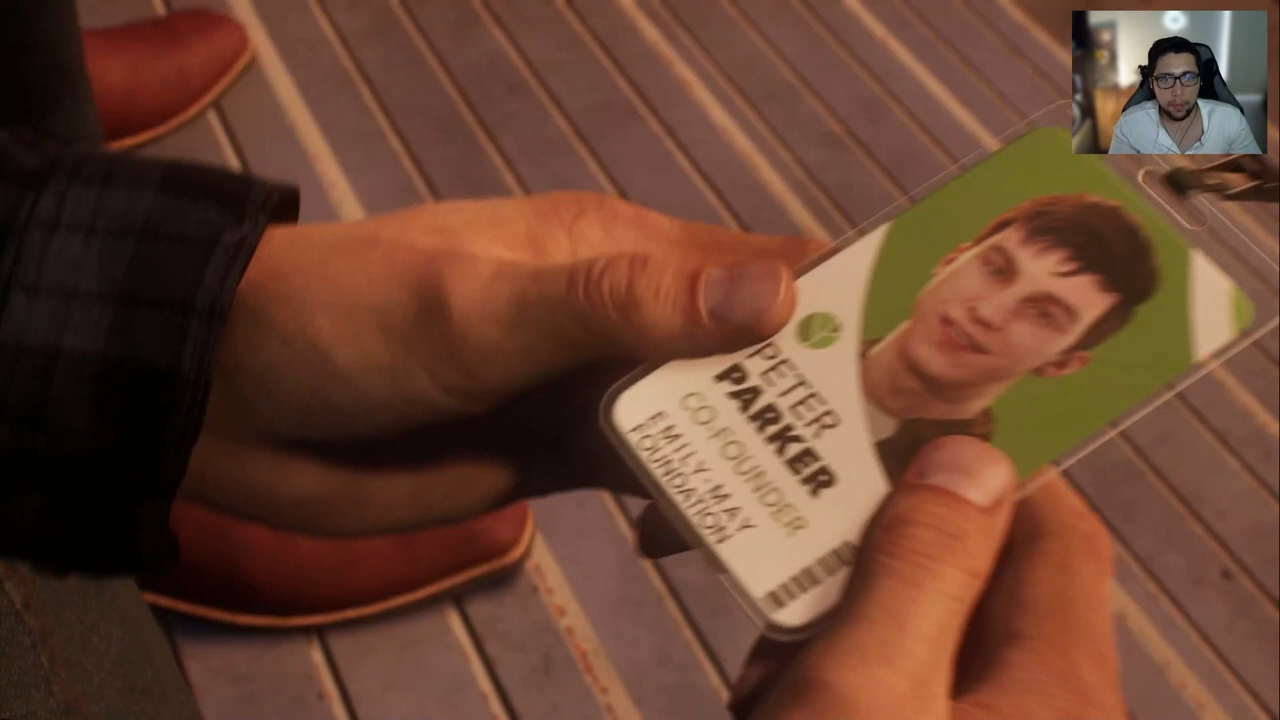 PETER
PARKER
CO-FOUNDER
EMILY-MAY
FOUNDATION